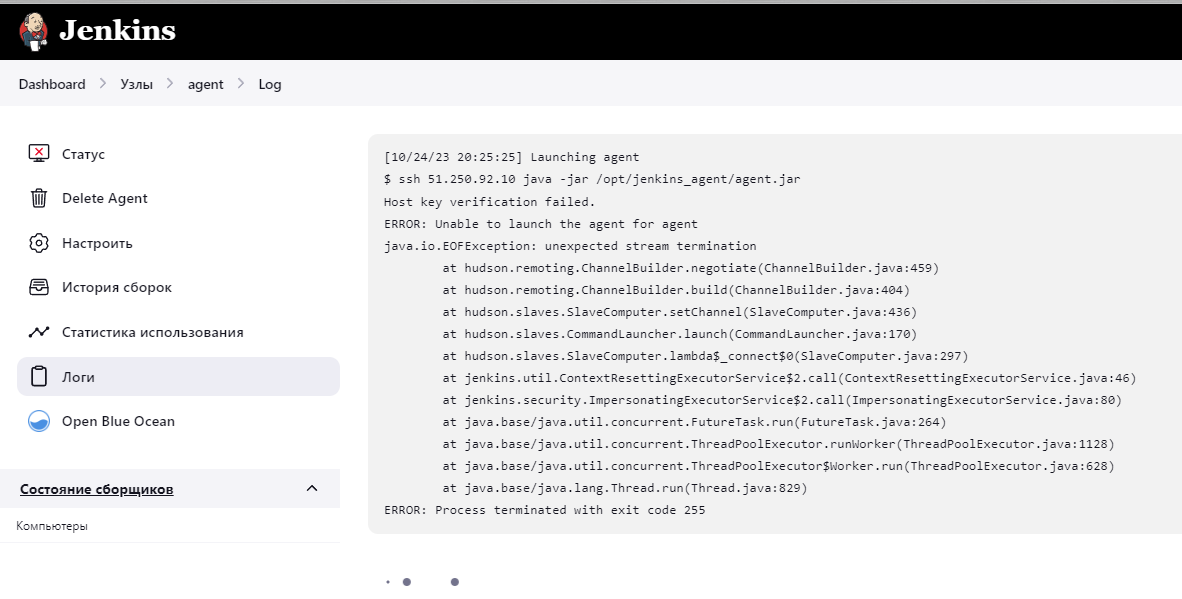 Jenkins
Dashboard
Узлы
agent
Log
Статус
Delete Agent
Настроить
История сборок
Статистика использования
Логи
Open Blue Ocean
Состояние сборщиков
Компьютеры
[10/24/23 20:25:25] Launching agent
$ ssh 51.250.92.10 java -jar /opt/jenkins_agent/agent.jar
Host key verification failed.
ERROR: Unable to launch the agent for agent
java.io.EOFException: unexpected stream termination
at hudson.remoting.ChannelBuilder.negotiate(ChannelBuilder.java:459)
at hudson.remoting.ChannelBuilder.build(ChannelBuilder.java:404)
at hudson.slaves.SlaveComputer.setChannel(SlaveComputer.java:436)
at hudson.slaves.CommandLauncher.launch(CommandLauncher.java:170)
at hudson.slaves.SlaveComputer.lambda$_connect$0(SlaveComputer.java:297)
at jenkins.util.ContextResettingExecutorService$2.call(ContextResettingExecutorService.java:46)
at jenkins.security.ImpersonatingExecutorService$2.call(ImpersonatingExecutorService.java:80)
at java.base/java.util.concurrent.FutureTask.run(FutureTask.java:264)
at java.base/java.util.concurrent.ThreadPoolExecutor.runWorker(ThreadPoolExecutor.java:1128)
at java.base/java.util.concurrent.ThreadPoolExecutor$Worker.run(ThreadPoolExecutor.java:628)
at java.base/java.lang.Thread.run(Thread.java:829)
ERROR: Process terminated with exit code 255